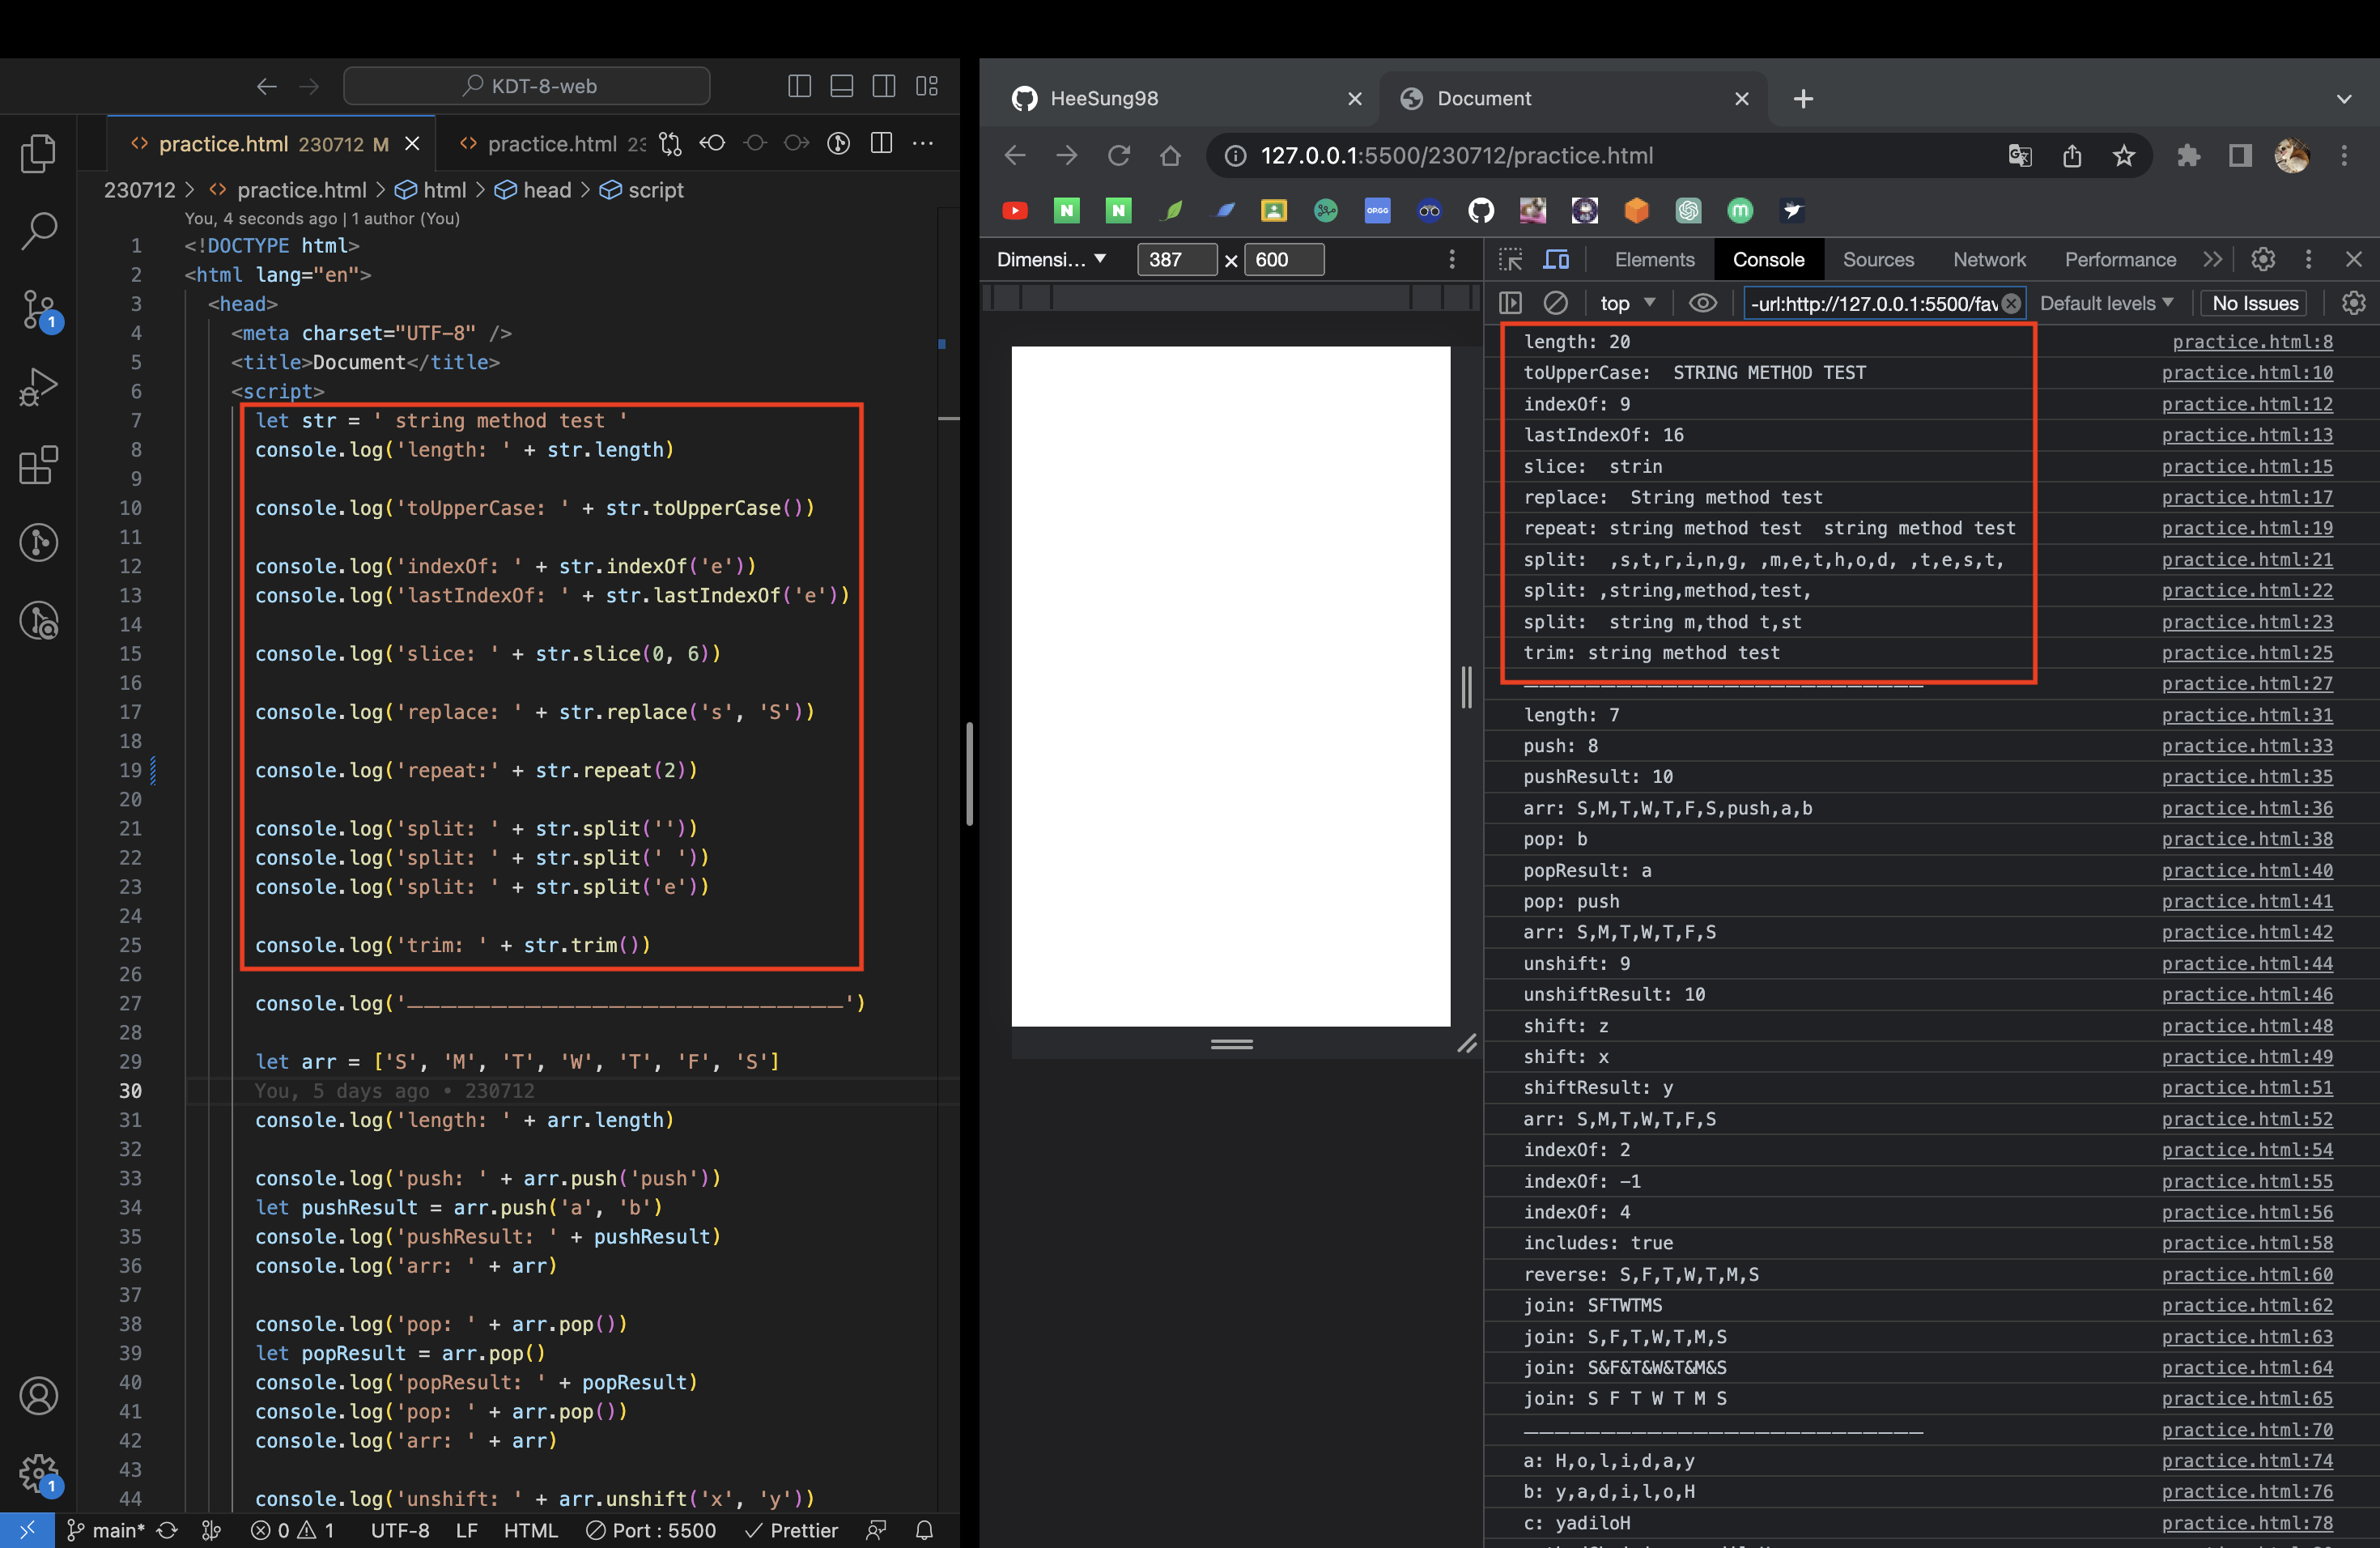 KDT-8-web
practice.html 230712 M
practice.html 23
230712 > practice.html > html > head > script
You, 4 seconds ago | 1 author (You)
1 <!DOCTYPE html>
2 <html lang="en">
3 <head>
4 <meta charset="UTF-8" />
5 <title>Document</title>
6 <script>
7 let str = ' string method test '
8 console.log('length: ' + str.length)
9
10 console.log('toUpperCase: ' + str.toUpperCase())
11
12 console.log('indexOf: ' + str.indexOf('e'))
13 console.log('lastIndexOf: ' + str.lastIndexOf('e'))
14
15 console.log('slice: ' + str.slice(0, 6))
16
17 console.log('replace: ' + str.replace('s', 'S'))
18
19 console.log('repeat:' + str.repeat(2))
20
21 console.log('split: ' + str.split(''))
22 console.log('split: ' + str.split(' '))
23 console.log('split: ' + str.split('e'))
24
25 console.log('trim: ' + str.trim())
26
27 console.log('——————————————————————————')
28
29 let arr = ['S', 'M', 'T', 'W', 'T', 'F', 'S']
30 You, 5 days ago • 230712
31 console.log('length: ' + arr.length)
32
33 console.log('push: ' + arr.push('push'))
34 let pushResult = arr.push('a', 'b')
35 console.log('pushResult: ' + pushResult)
36 console.log('arr: ' + arr)
37
38 console.log('pop: ' + arr.pop())
39 let popResult = arr.pop()
40 console.log('popResult: ' + popResult)
41 console.log('pop: ' + arr.pop())
42 console.log('arr: ' + arr)
43
44 console.log('unshift: ' + arr.unshift('x', 'y'))
1
1
main* 0 1 UTF-8 LF HTML Port : 5500 Prettier
HeeSung98
Document
127.0.0.1:5500/230712/practice.html
N N OPGG m
Dimensi... 387 × 600
Elements Console Sources Network Performance
top -url:http://127.0.0.1:5500/fav Default levels No Issues
length: 20 practice.html:8
toUpperCase:  STRING METHOD TEST practice.html:10
indexOf: 9 practice.html:12
lastIndexOf: 16 practice.html:13
slice:  strin practice.html:15
replace:  String method test practice.html:17
repeat: string method test  string method test practice.html:19
split:  ,s,t,r,i,n,g, ,m,e,t,h,o,d, ,t,e,s,t, practice.html:21
split: ,string,method,test, practice.html:22
split:  string m,thod t,st practice.html:23
trim: string method test practice.html:25
—————————————————————————— practice.html:27
length: 7 practice.html:31
push: 8 practice.html:33
pushResult: 10 practice.html:35
arr: S,M,T,W,T,F,S,push,a,b practice.html:36
pop: b practice.html:38
popResult: a practice.html:40
pop: push practice.html:41
arr: S,M,T,W,T,F,S practice.html:42
unshift: 9 practice.html:44
unshiftResult: 10 practice.html:46
shift: z practice.html:48
shift: x practice.html:49
shiftResult: y practice.html:51
arr: S,M,T,W,T,F,S practice.html:52
indexOf: 2 practice.html:54
indexOf: -1 practice.html:55
indexOf: 4 practice.html:56
includes: true practice.html:58
reverse: S,F,T,W,T,M,S practice.html:60
join: SFTWTMS practice.html:62
join: S,F,T,W,T,M,S practice.html:63
join: S&F&T&W&T&M&S practice.html:64
join: S F T W T M S practice.html:65
—————————————————————————— practice.html:70
a: H,o,l,i,d,a,y practice.html:74
b: y,a,d,i,l,o,H practice.html:76
c: yadiloH practice.html:78